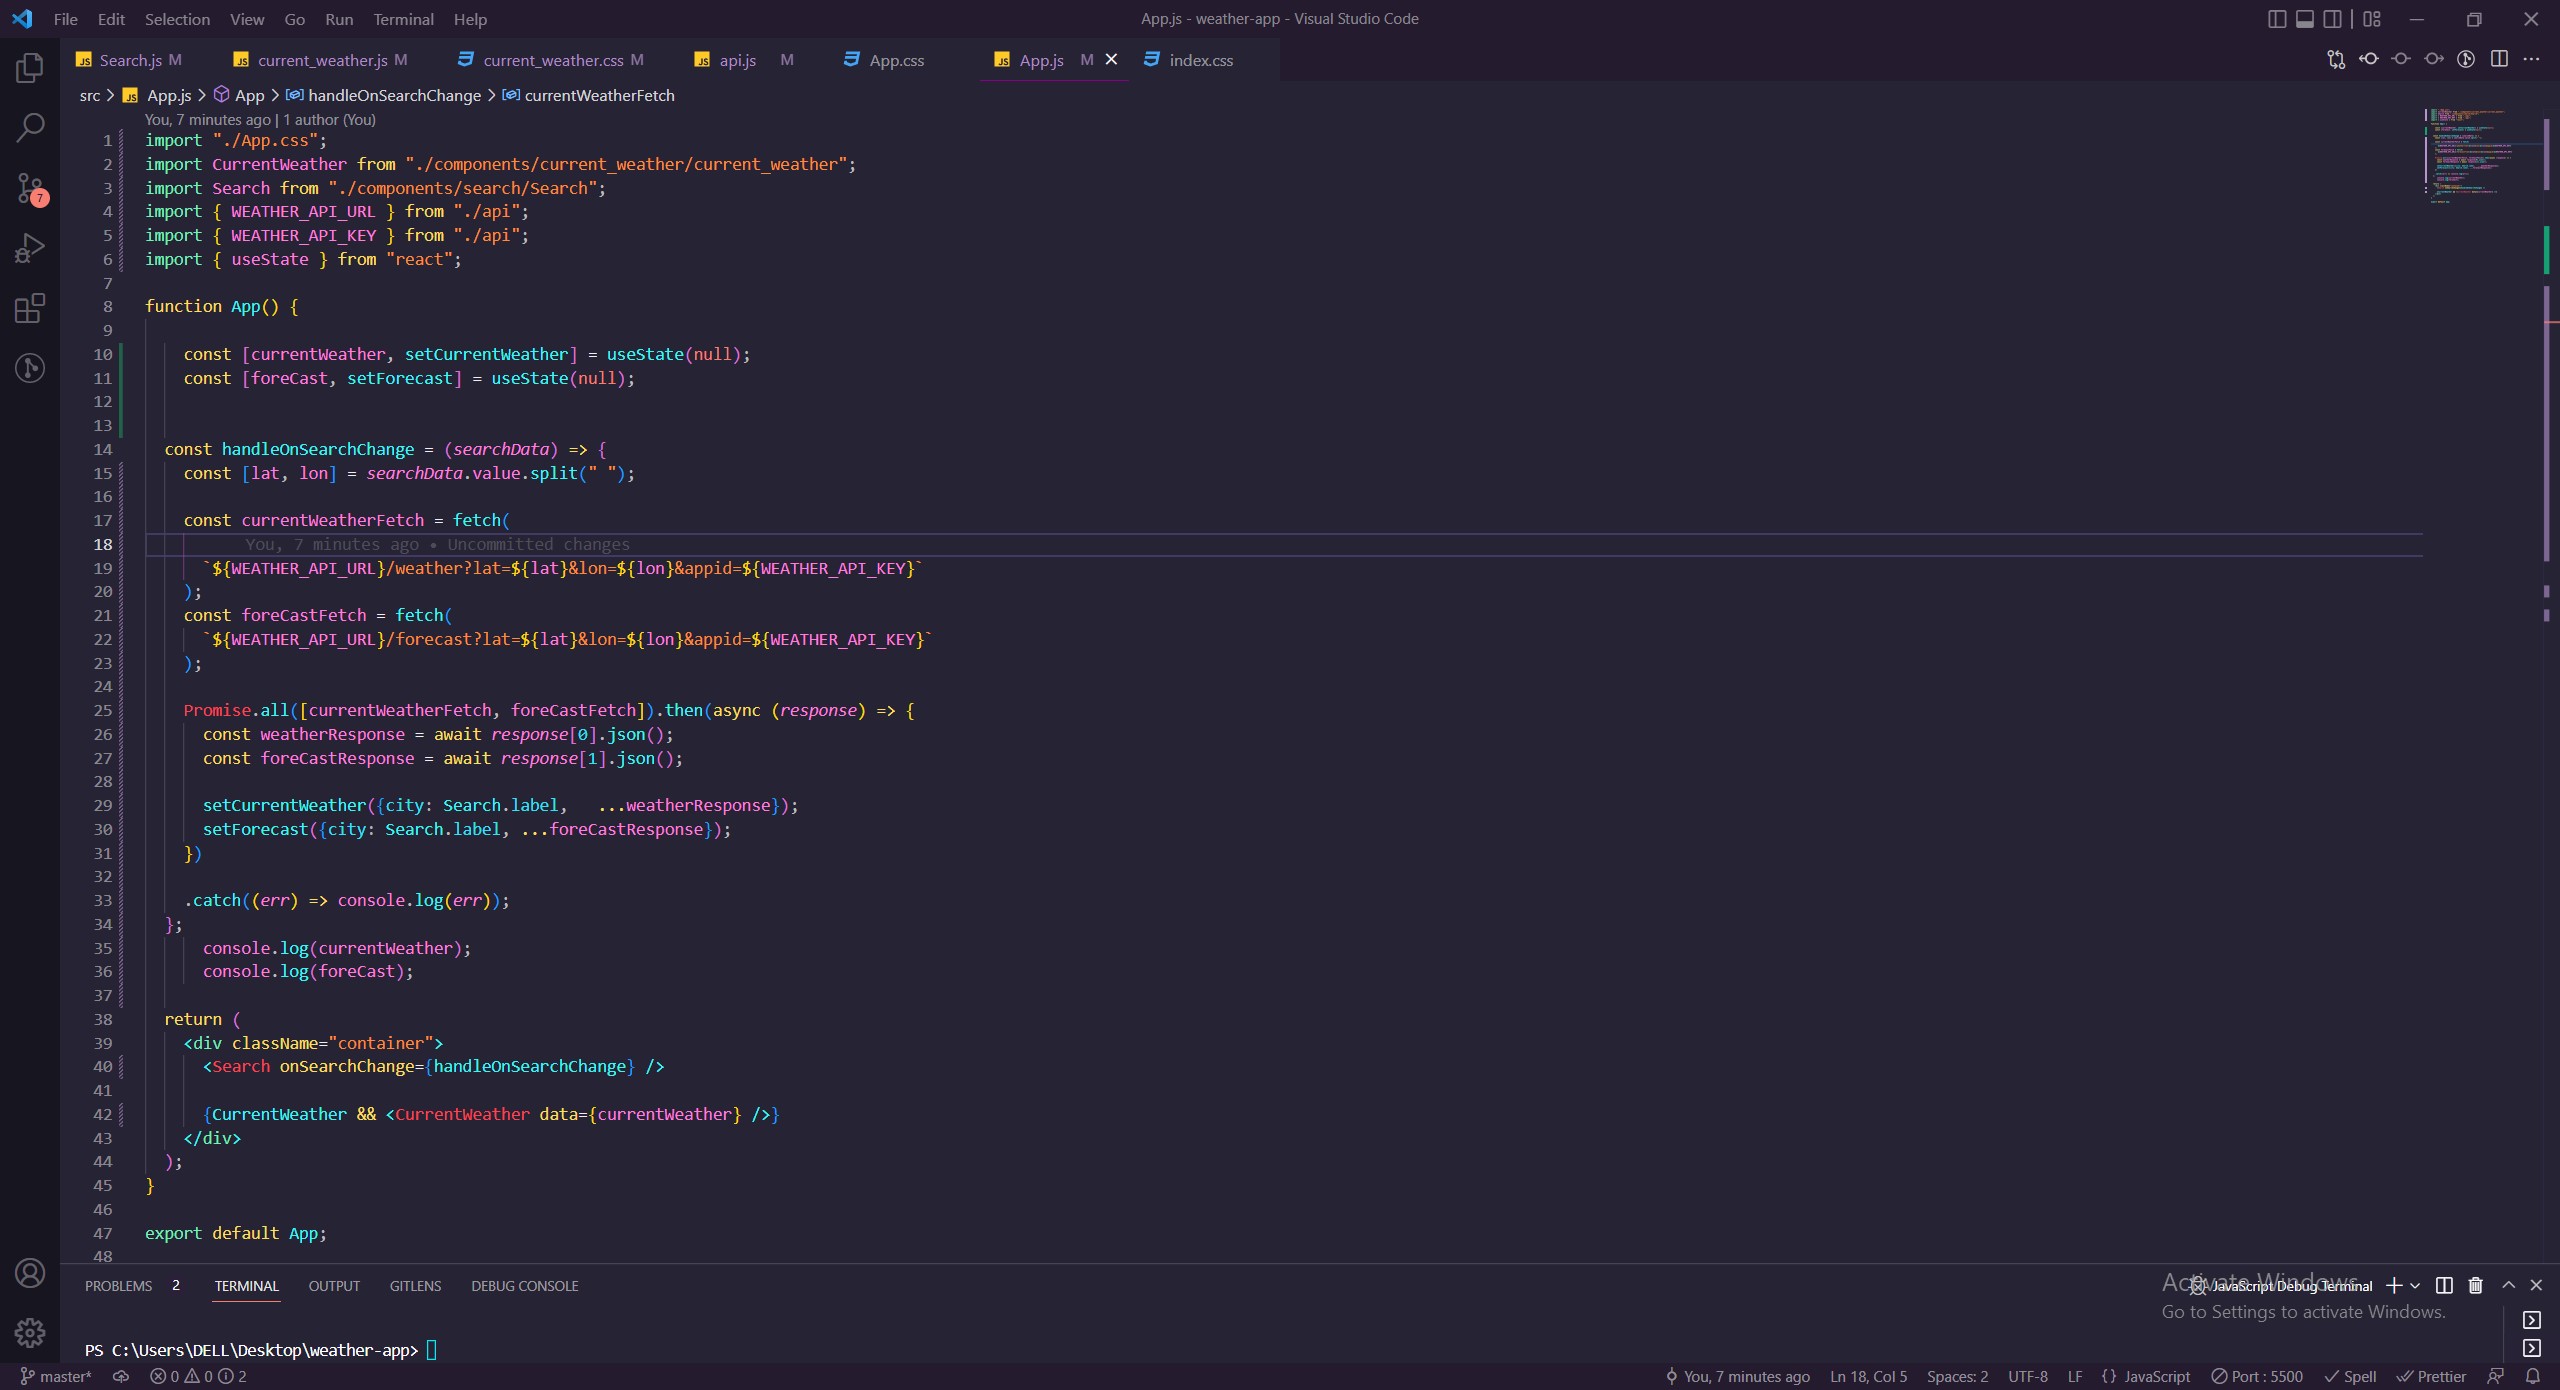 File Edit Selection View Go Run Terminal Help App.js - weather-app - Visual Studio Code
Search.js M current_weather.js M current_weather.css M api.js M App.css App.js M index.css
src > App.js > App > handleOnSearchChange > currentWeatherFetch
You, 7 minutes ago | 1 author (You)
1 import "./App.css";
2 import CurrentWeather from "./components/current_weather/current_weather";
3 import Search from "./components/search/Search";
4 import { WEATHER_API_URL } from "./api";
5 import { WEATHER_API_KEY } from "./api";
6 import { useState } from "react";
7
8 function App() {
9
10 const [currentWeather, setCurrentWeather] = useState(null);
11 const [foreCast, setForecast] = useState(null);
12
13
14 const handleOnSearchChange = (searchData) => {
15 const [lat, lon] = searchData.value.split(" ");
16
17 const currentWeatherFetch = fetch(
18 You, 7 minutes ago • Uncommitted changes
19 `${WEATHER_API_URL}/weather?lat=${lat}&lon=${lon}&appid=${WEATHER_API_KEY}`
20 );
21 const foreCastFetch = fetch(
22 `${WEATHER_API_URL}/forecast?lat=${lat}&lon=${lon}&appid=${WEATHER_API_KEY}`
23 );
24
25 Promise.all([currentWeatherFetch, foreCastFetch]).then(async (response) => {
26 const weatherResponse = await response[0].json();
27 const foreCastResponse = await response[1].json();
28
29 setCurrentWeather({city: Search.label, ...weatherResponse});
30 setForecast({city: Search.label, ...foreCastResponse});
31 })
32
33 .catch((err) => console.log(err));
34 };
35 console.log(currentWeather);
36 console.log(foreCast);
37
38 return (
39 <div className="container">
40 <Search onSearchChange={handleOnSearchChange} />
41
42 {CurrentWeather && <CurrentWeather data={currentWeather} />}
43 </div>
44 );
45 }
46
47 export default App;
48
7
PROBLEMS 2 TERMINAL OUTPUT GITLENS DEBUG CONSOLE JavaScript Debug Terminal
Activate Windows
Go to Settings to activate Windows.
PS C:\Users\DELL\Desktop\weather-app>
master* 0 0 2 You, 7 minutes ago Ln 18, Col 5 Spaces: 2 UTF-8 LF {} JavaScript Port : 5500 Spell Prettier